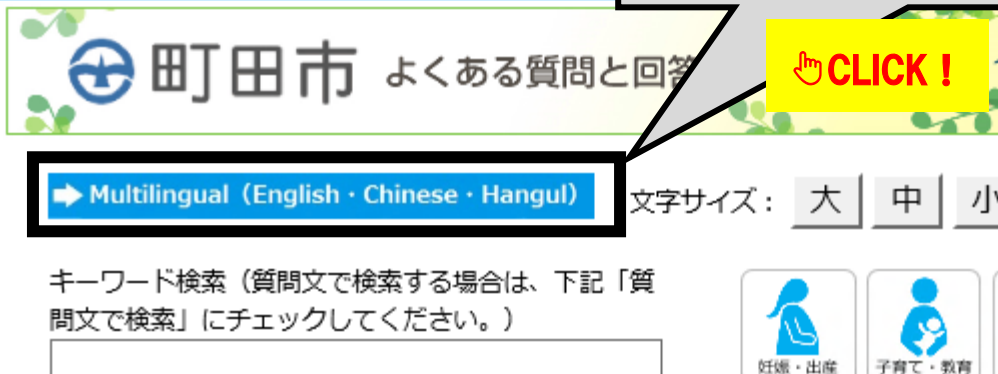 町田市 よくある質問と回答
CLICK！
Multilingual（English・Chinese・Hangul）
文字サイズ： 大 中 小
キーワード検索（質問文で検索する場合は、下記「質
問文で検索」にチェックしてください。）
妊娠・出産 子育て・教育